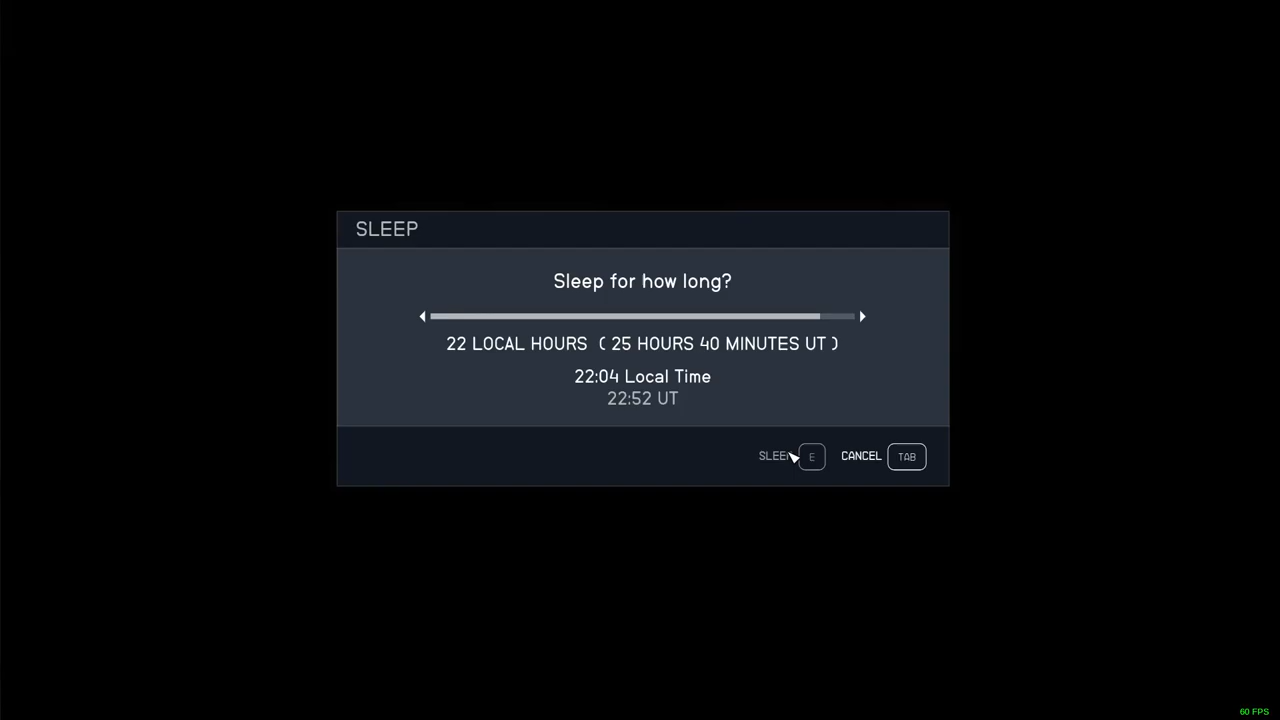 SLEEP
Sleep for how long?
22 LOCAL HOURS ( 25 HOURS 40 MINUTES UT )
22:04 Local Time
22:52 UT
SLEEP E CANCEL TAB
60 FPS